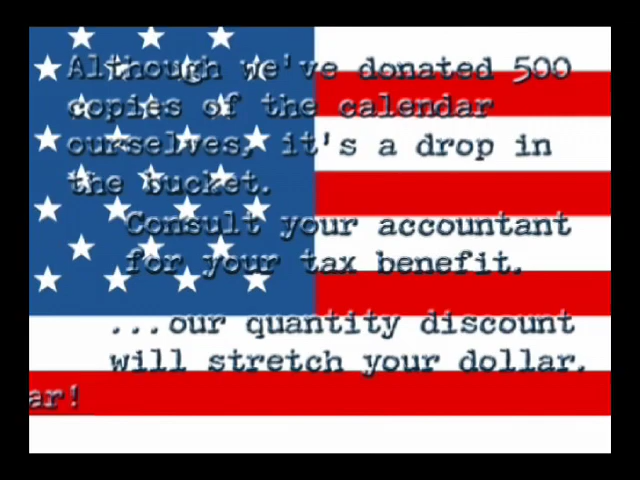 Although we've donated 500
copies of the calendar
ourselves, it's a drop in
the bucket.
Consult your accountant
for your tax benefit.
...our quantity discount
will stretch your dollar.
ar!